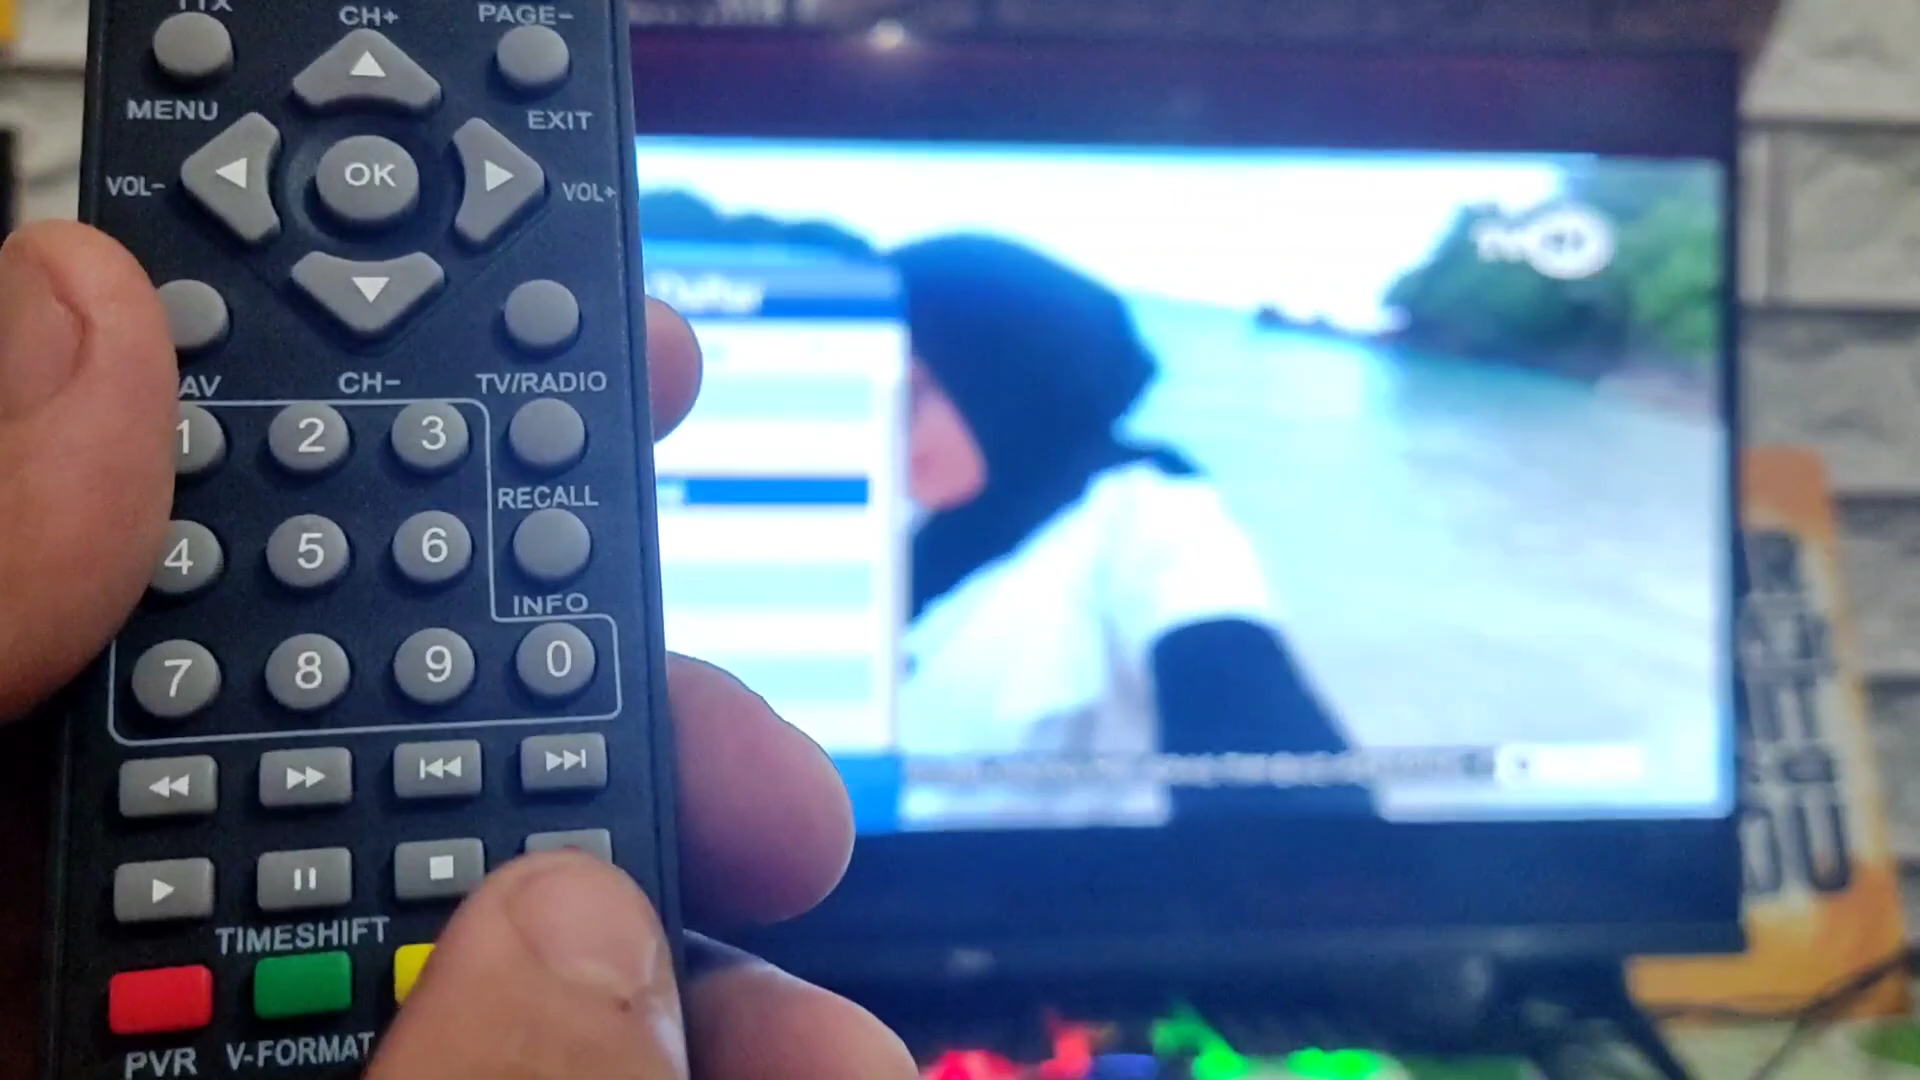 TTX
CH+
PAGE-
MENU
EXIT
OK
VOL-
VOL+
AV
CH-
TV/RADIO
1
2
3
RECALL
4
5
6
INFO
7
8
9
0
TIMESHIFT
PVR
V-FORMAT